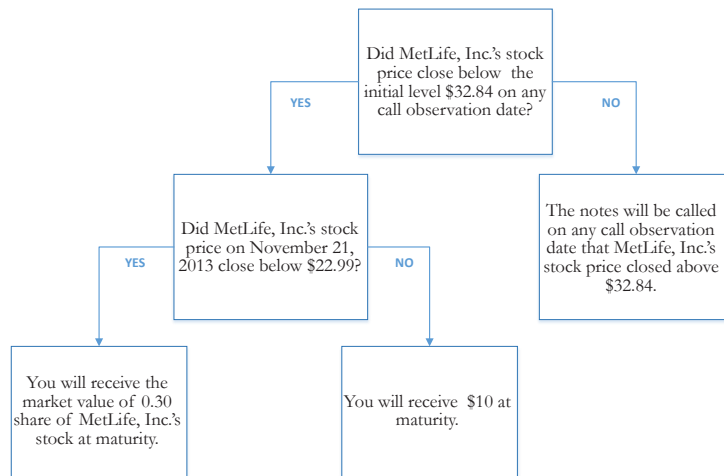 Did MetLife, Inc.'s stock
price close below the
initial level $32.84 on any
call observation date?
YES
NO
Did MetLife, Inc.'s stock
price on November 21,
2013 close below $22.99?
The notes will be called
on any call observation
date that MetLife, Inc.'s
stock price closed above
$32.84.
YES
NO
You will receive the
market value of 0.30
share of MetLife, Inc.'s
stock at maturity.
You will receive $10 at
maturity.